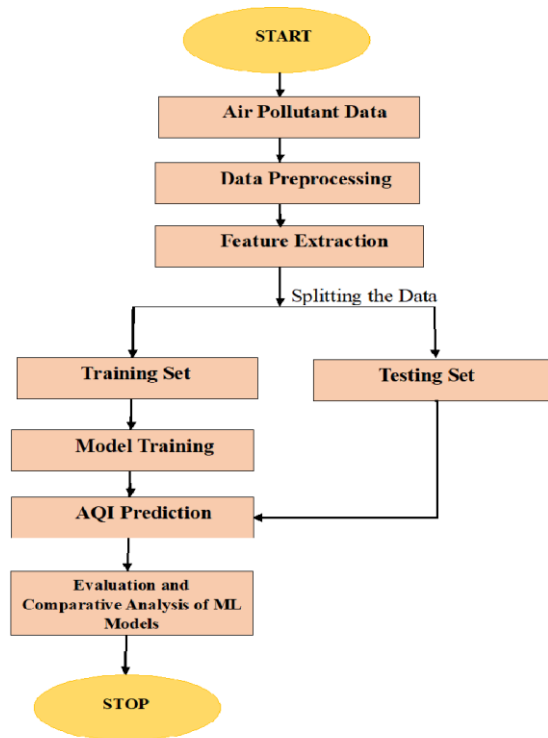 START
Air Pollutant Data
Data Preprocessing
Feature Extraction
Splitting the Data
Training Set
Testing Set
Model Training
AQI Prediction
Evaluation and
Comparative Analysis of ML
Models
STOP